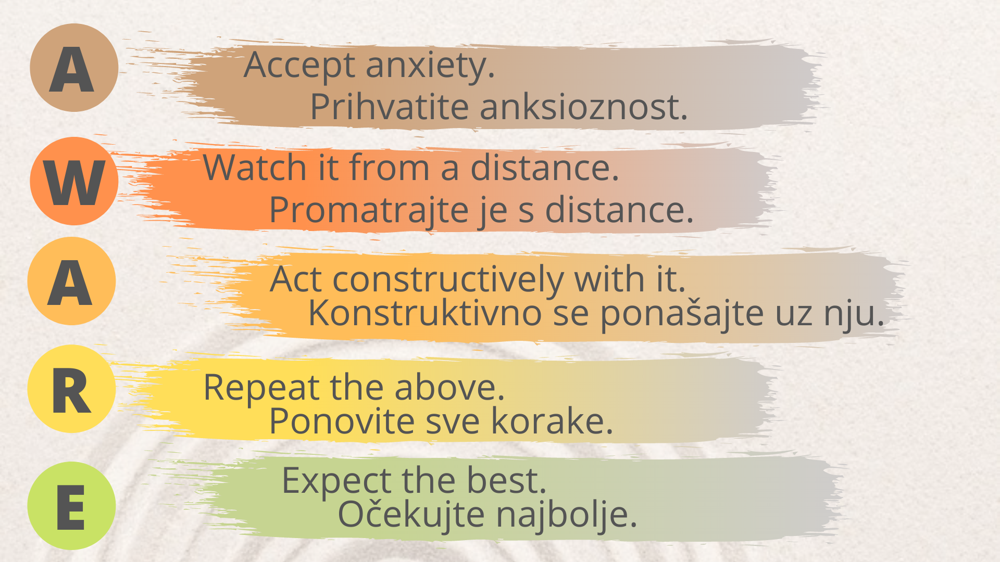 A
Accept anxiety.
Prihvatite anksioznost.
W
Watch it from a distance.
Promatrajte je s distance.
A
Act constructively with it.
Konstruktivno se ponašajte uz nju.
R
Repeat the above.
Ponovite sve korake.
E
Expect the best.
Očekujte najbolje.